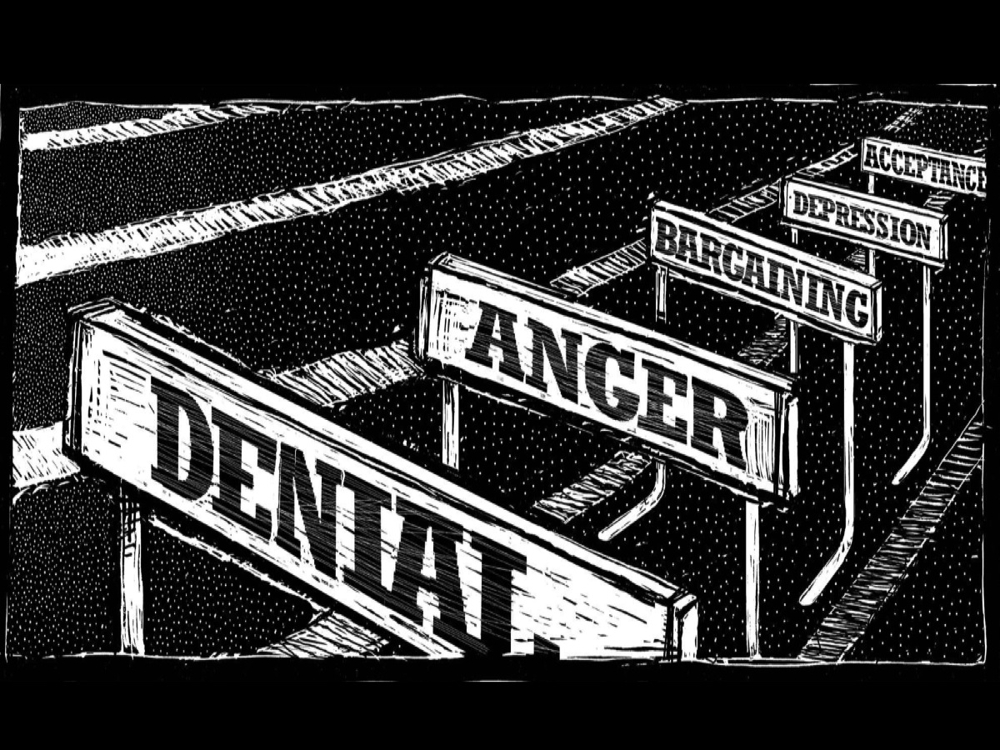 DENIAL
ANGER
BARGAINING
DEPRESSION
ACCEPTANCE